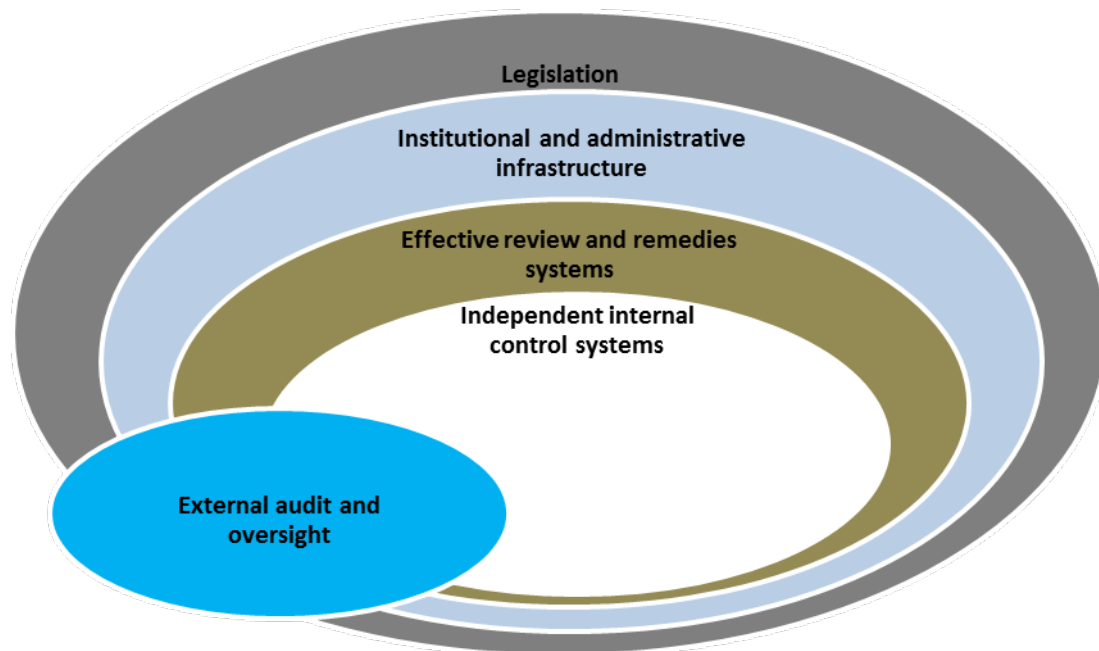 Legislation
Institutional and administrative
infrastructure
Effective review and remedies
systems
Independent internal
control systems
External audit and
oversight